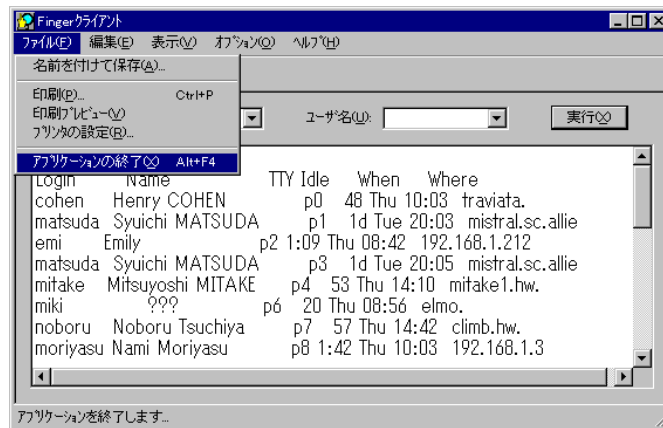 Fingerクライアント
ファイル(F) 編集(E) 表示(V) オプション(O) ヘルプ(H)
名前を付けて保存(A)...
印刷(P)... Ctrl+P
印刷プレビュー(V)
プリンタの設定(R)...
アプリケーションの終了(X) Alt+F4
ユーザ名(U): 実行(X)
Login Name TTY Idle When Where
cohen Henry COHEN p0 48 Thu 10:03 traviata.
matsuda Syuichi MATSUDA p1 1d Tue 20:03 mistral.sc.allie
emi Emily p2 1:09 Thu 08:42 192.168.1.212
matsuda Syuichi MATSUDA p3 1d Tue 20:05 mistral.sc.allie
mitake Mitsuyoshi MITAKE p4 53 Thu 14:10 mitake1.hw.
miki ??? p6 20 Thu 08:56 elmo.
noboru Noboru Tsuchiya p7 57 Thu 14:42 climb.hw.
moriyasu Nami Moriyasu p8 1:42 Thu 10:03 192.168.1.3
アプリケーションを終了します...